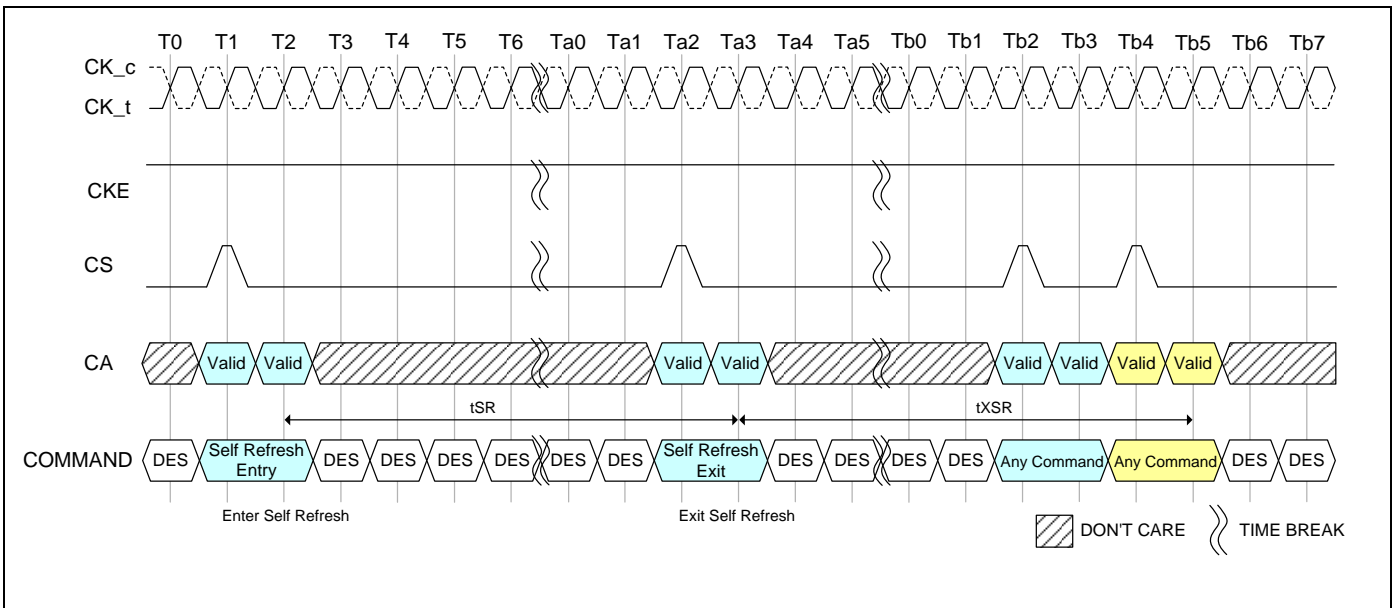 T0 T1 T2 T3 T4 T5 T6 Ta0 Ta1 Ta2 Ta3 Ta4 Ta5 Tb0 Tb1 Tb2 Tb3 Tb4 Tb5 Tb6 Tb7
CK_c
CK_t
CKE
CS
CA Valid Valid Valid Valid Valid Valid Valid Valid
tSR tXSR
COMMAND DES Self Refresh Entry DES DES DES DES DES DES Self Refresh Exit DES DES DES DES Any Command Any Command DES DES
Enter Self Refresh Exit Self Refresh
DON'T CARE TIME BREAK